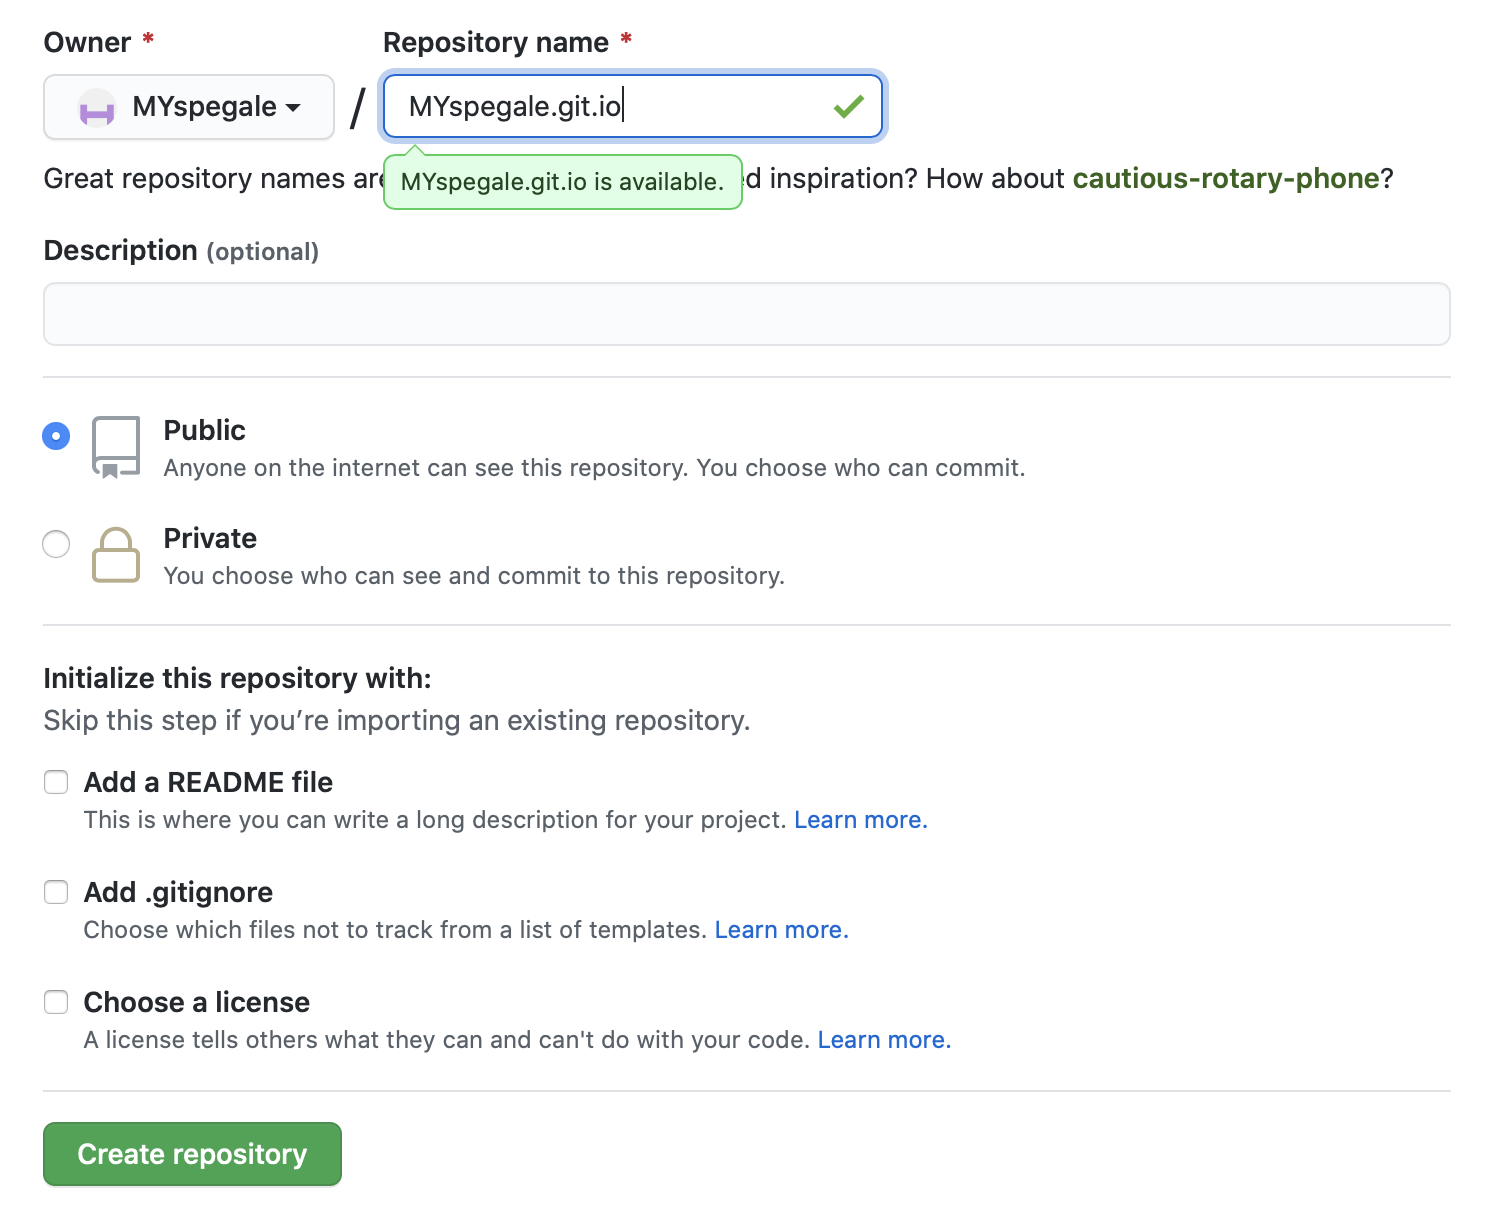 Owner *
Repository name *
MYspegale
/
MYspegale.git.io
Great repository names are
MYspegale.git.io is available.
inspiration? How about cautious-rotary-phone?
Description (optional)
Public
Anyone on the internet can see this repository. You choose who can commit.
Private
You choose who can see and commit to this repository.
Initialize this repository with:
Skip this step if you’re importing an existing repository.
Add a README file
This is where you can write a long description for your project. Learn more.
Add .gitignore
Choose which files not to track from a list of templates. Learn more.
Choose a license
A license tells others what they can and can't do with your code. Learn more.
Create repository